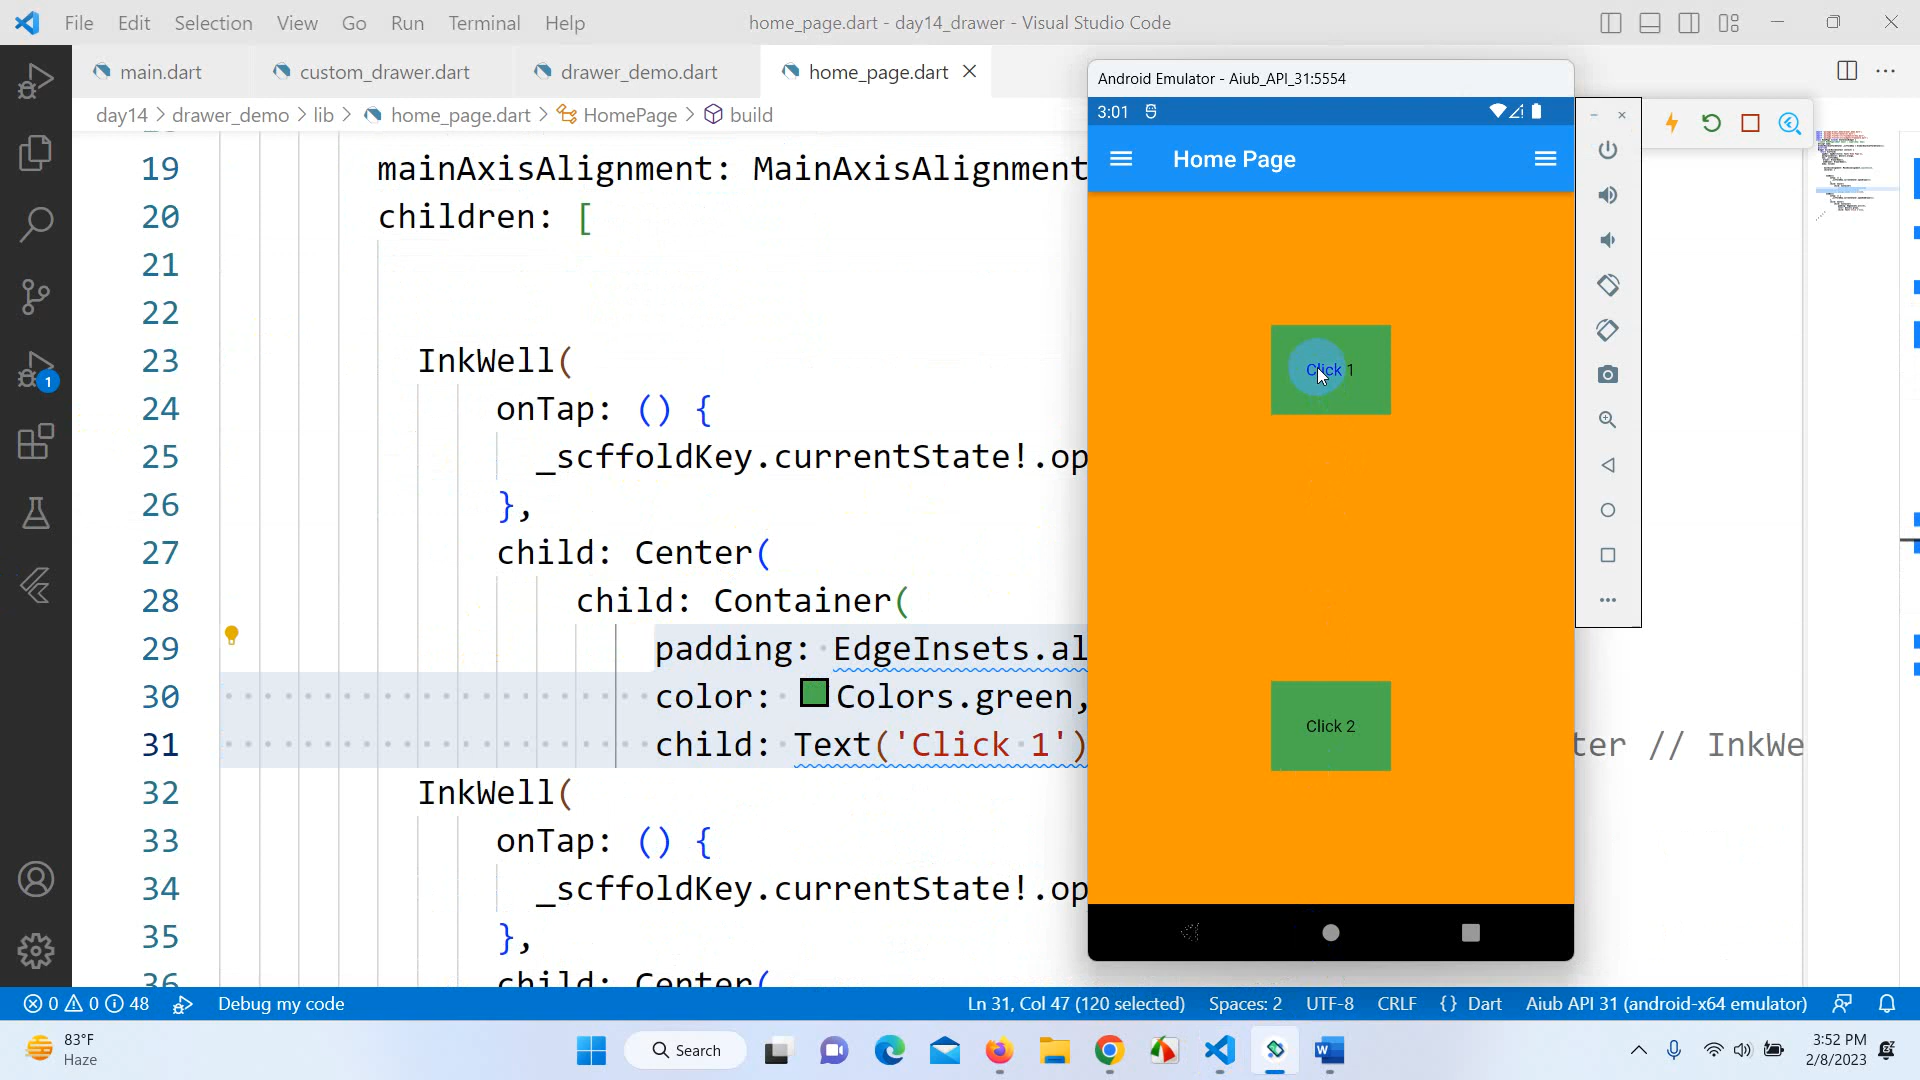 File Edit Selection View Go Run Terminal Help
home_page.dart - day14_drawer - Visual Studio Code
main.dart custom_drawer.dart drawer_demo.dart home_page.dart
day14 > drawer_demo > lib > home_page.dart > HomePage > build
19 mainAxisAlignment: MainAxisAlignment
20 children: [
21
22
23 InkWell(
24 onTap: () {
25 _scffoldKey.currentState!.op
26 },
27 child: Center(
28 child: Container(
29 padding: EdgeInsets.al
30 color: Colors.green,
31 child: Text('Click 1') ter // InkWe
32 InkWell(
33 onTap: () {
34 _scffoldKey.currentState!.op
35 },
36 child: Center(
Android Emulator - Aiub_API_31:5554
3:01
Home Page
Click 1
Click 2
1
0 0 48 Debug my code
Ln 31, Col 47 (120 selected) Spaces: 2 UTF-8 CRLF {} Dart Aiub API 31 (android-x64 emulator)
83°F
Haze
Search
3:52 PM
2/8/2023